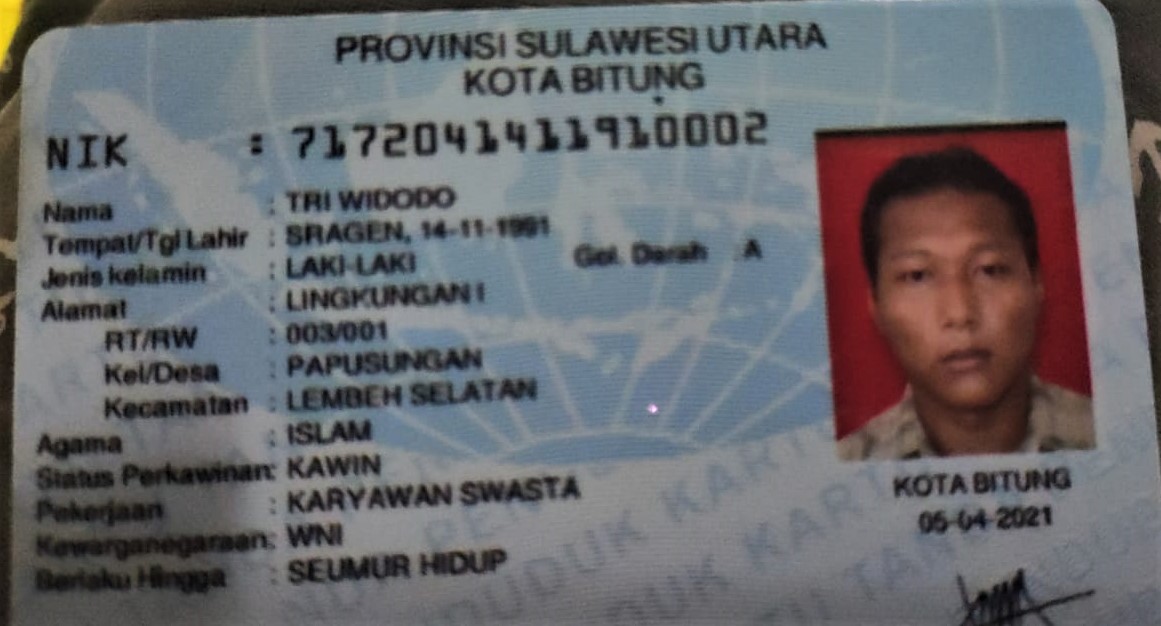 PROVINSI SULAWESI UTARA
KOTA BITUNG
NIK : 7172041411910002
Nama : TRI WIDODO
Tempat/Tgl Lahir : SRAGEN, 14-11-1991
Jenis kelamin : LAKI-LAKI Gol. Darah A
Alamat : LINGKUNGAN I
RT/RW : 003/001
Kel/Desa : PAPUSUNGAN
Kecamatan : LEMBEH SELATAN
Agama : ISLAM
Status Perkawinan: KAWIN
Pekerjaan : KARYAWAN SWASTA
Kewarganegaraan: WNI
Berlaku Hingga : SEUMUR HIDUP
KOTA BITUNG
05-04-2021